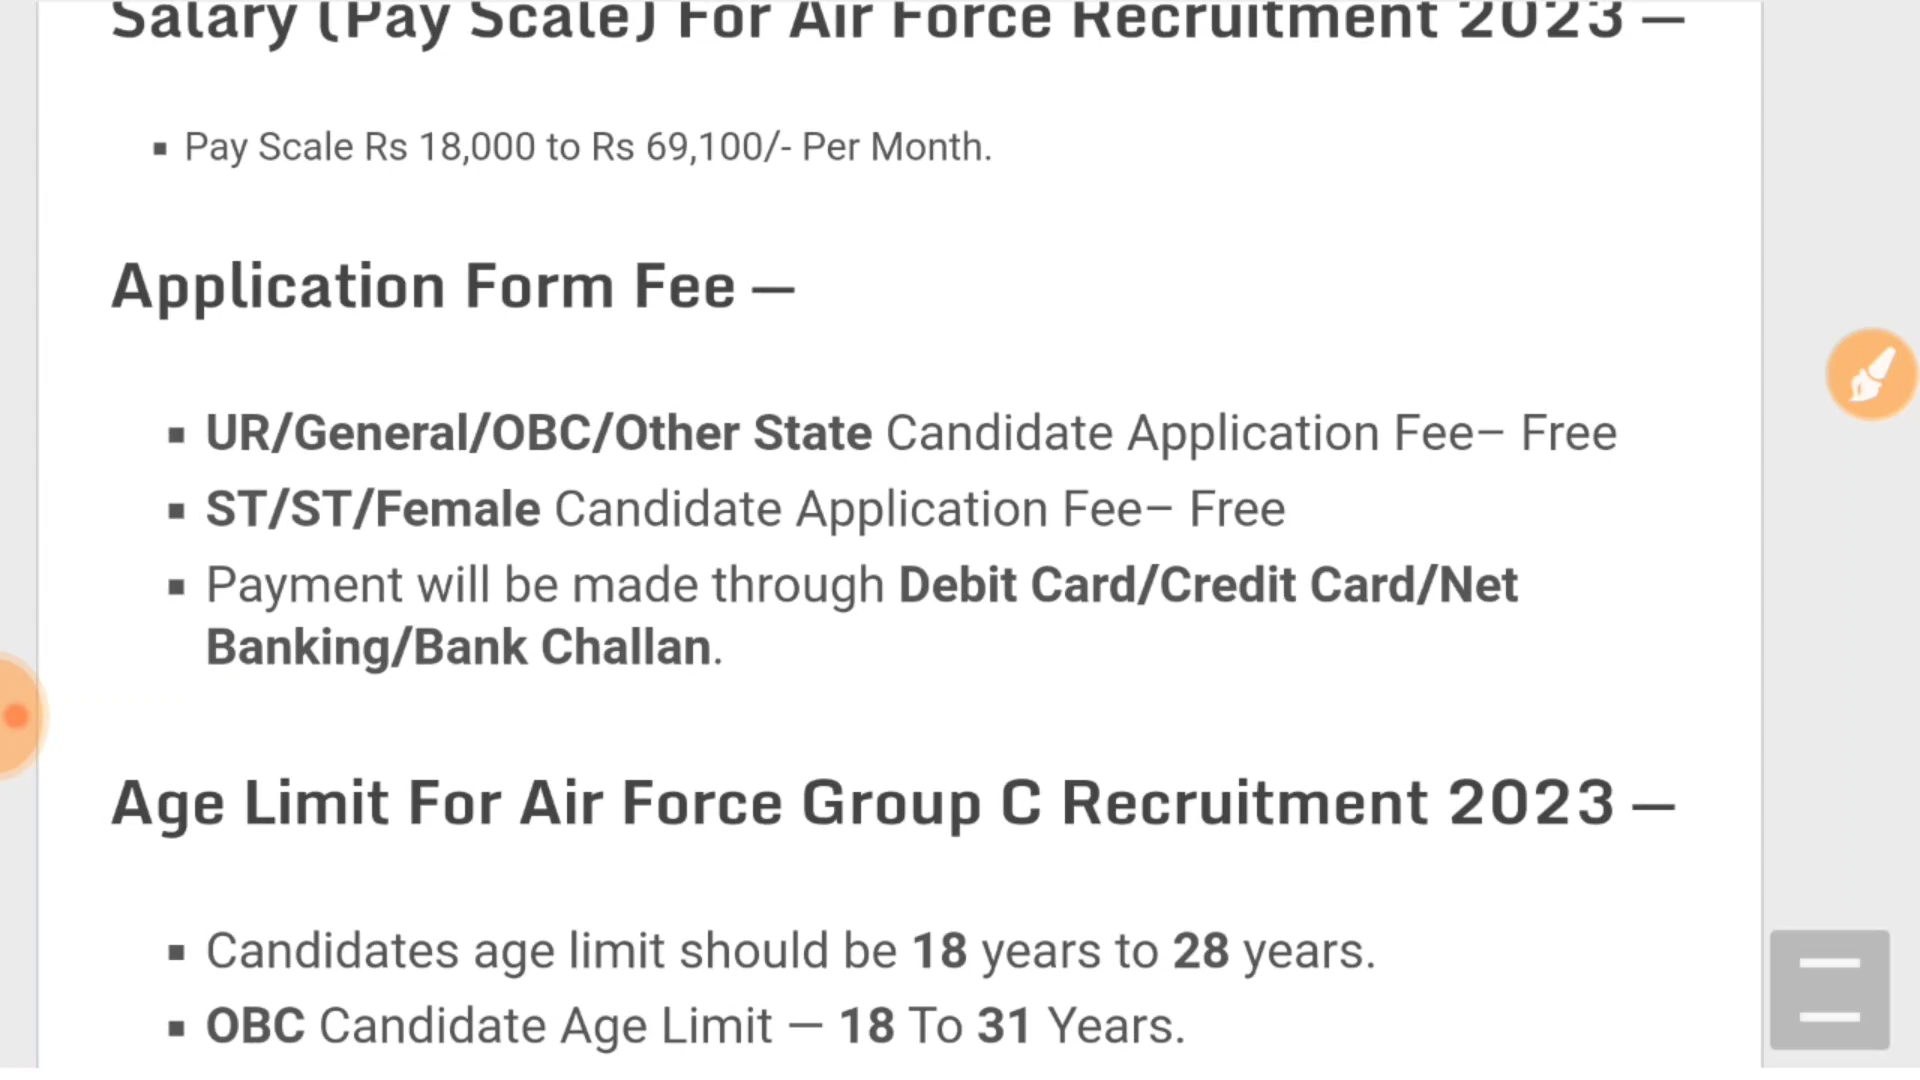 Salary (Pay Scale) For Air Force Recruitment 2023 —
▪ Pay Scale Rs 18,000 to Rs 69,100/- Per Month.
Application Form Fee —
▪ UR/General/OBC/Other State Candidate Application Fee– Free
▪ ST/ST/Female Candidate Application Fee– Free
▪ Payment will be made through Debit Card/Credit Card/Net
Banking/Bank Challan.
Age Limit For Air Force Group C Recruitment 2023 —
▪ Candidates age limit should be 18 years to 28 years.
▪ OBC Candidate Age Limit — 18 To 31 Years.